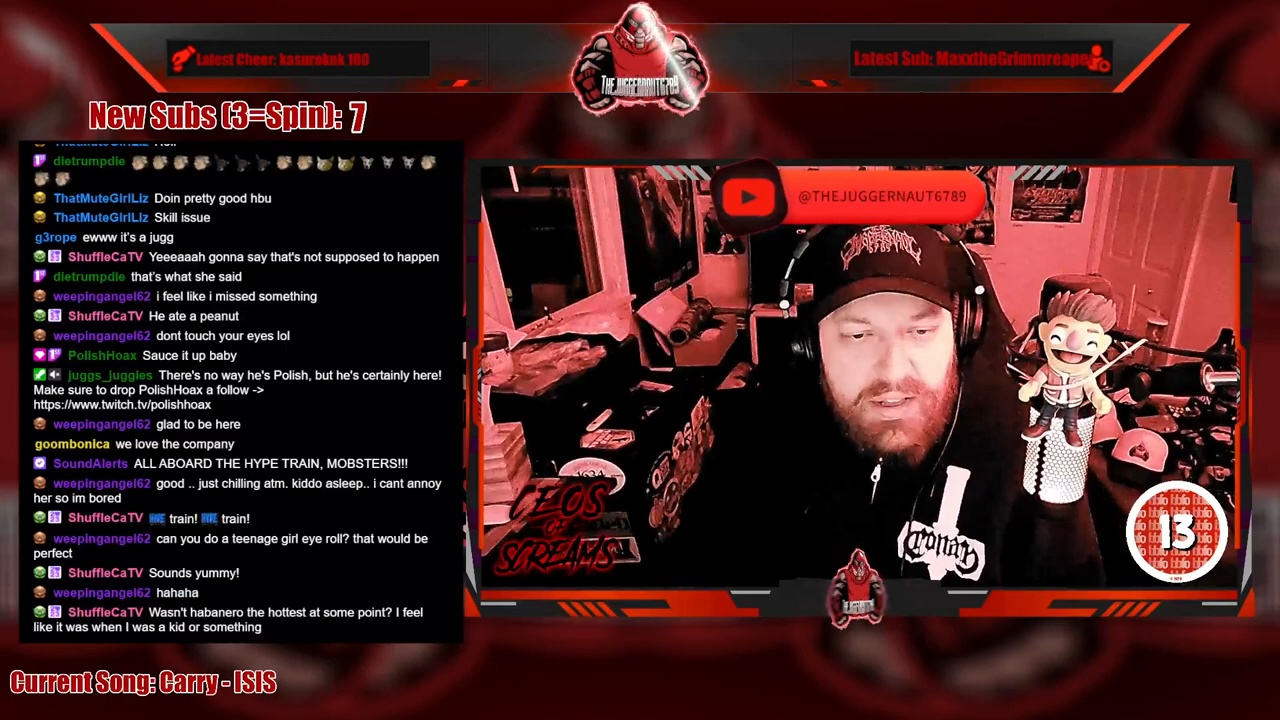 Latest Cheer: kasuroknk 100
THEJUGGERNAUT6789
Latest Sub: MaxxtheGrimmreape
New Subs (3=Spin): 7
dietrumpdie
ThatMuteGirlLiz Doin pretty good hbu
ThatMuteGirlLiz Skill issue
g3rope ewww it's a jugg
ShuffleCaTV Yeeeaaah gonna say that's not supposed to happen
dietrumpdie that's what she said
weepingangel62 i feel like i missed something
ShuffleCaTV He ate a peanut
weepingangel62 dont touch your eyes lol
PolishHoax Sauce it up baby
juggs_juggies There's no way he's Polish, but he's certainly here!
Make sure to drop PolishHoax a follow ->
https://www.twitch.tv/polishhoax
weepingangel62 glad to be here
goombonica we love the company
SoundAlerts ALL ABOARD THE HYPE TRAIN, MOBSTERS!!!
weepingangel62 good .. just chilling atm. kiddo asleep.. i cant annoy
her so im bored
ShuffleCaTV train! train!
weepingangel62 can you do a teenage girl eye roll? that would be
perfect
ShuffleCaTV Sounds yummy!
weepingangel62 hahaha
ShuffleCaTV Wasn't habanero the hottest at some point? I feel
like it was when I was a kid or something
@THEJUGGERNAUT6789
JUGGERNAUT
6789
CEOS
OF
SCREAMS
Conan
13
Current Song: Carry - ISIS